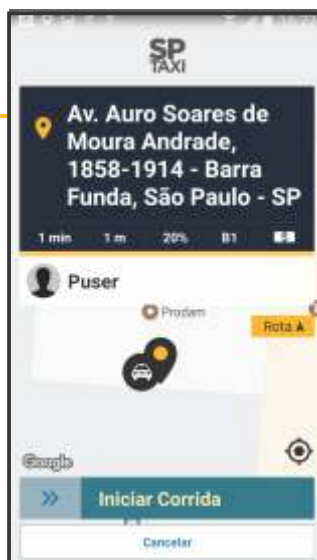 SP
TAXI
Av. Auro Soares de
Moura Andrade,
1858-1914 - Barra
Funda, São Paulo - SP
1 min 1 m 20% B1
Puser
Prodam
Rota
Google
Iniciar Corrida
Cancelar